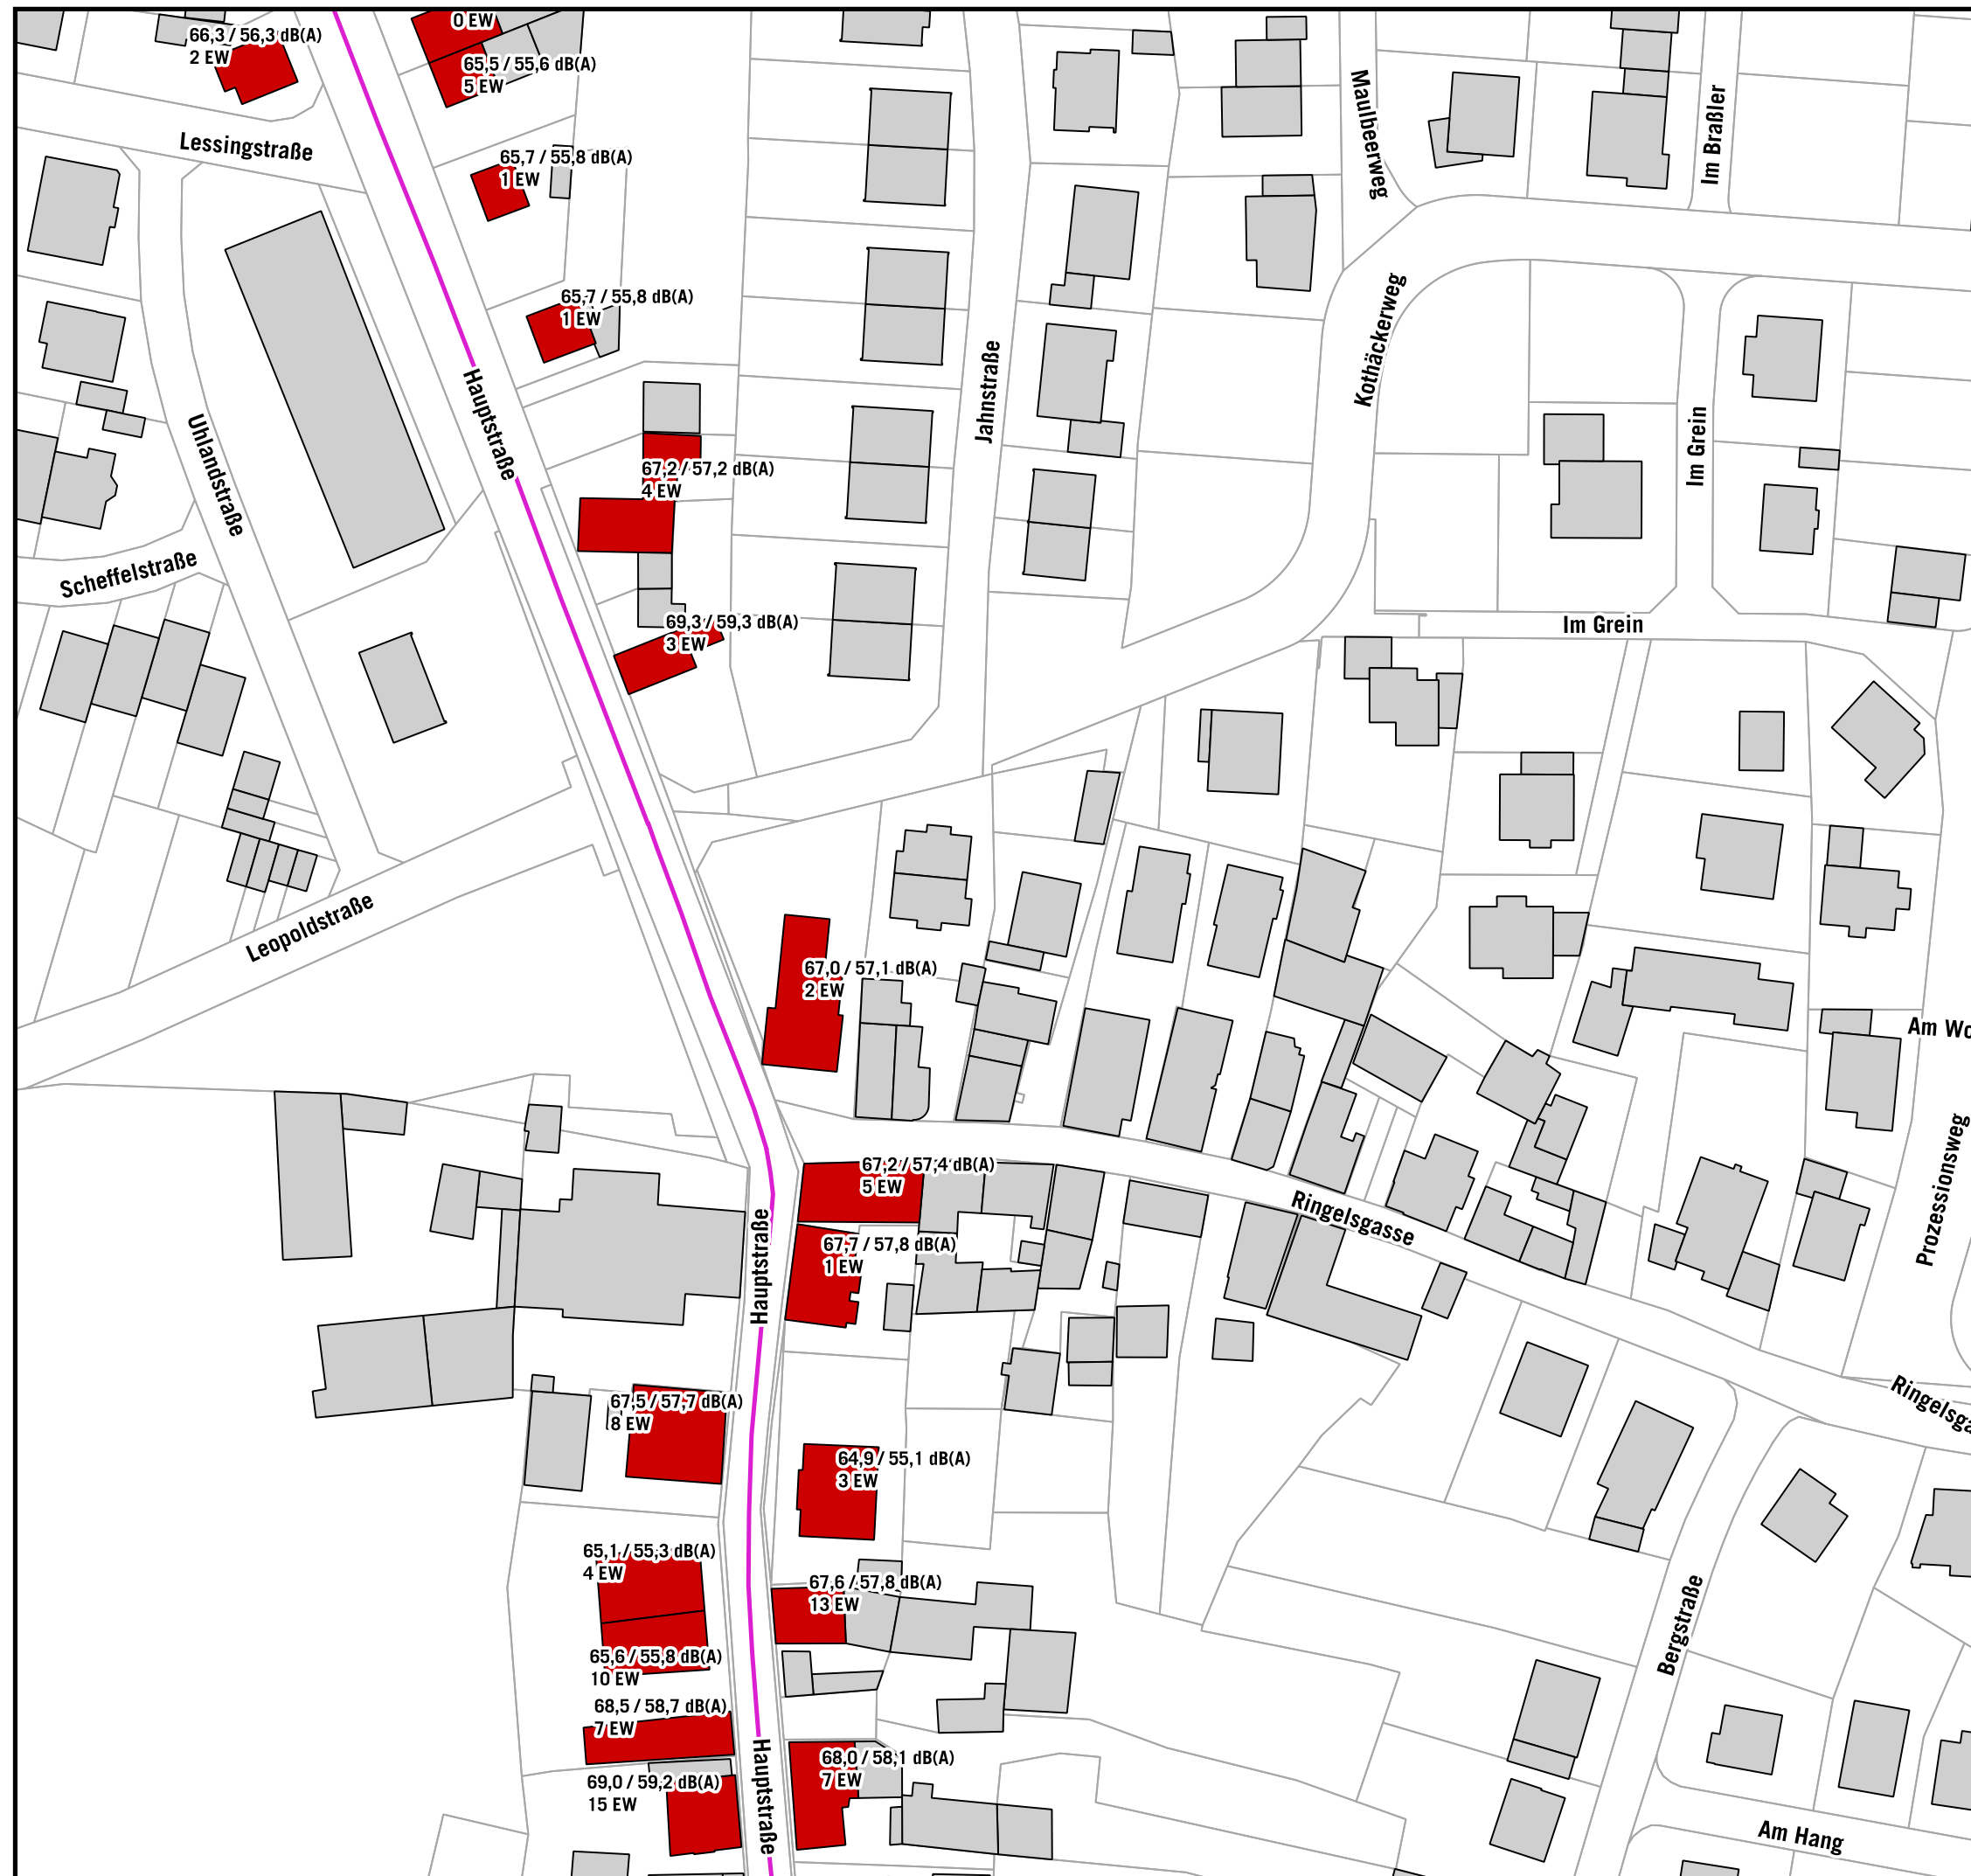 0 EW
66,3 / 56,3 dB(A)
2 EW
65,5 / 55,6 dB(A)
5 EW
Lessingstraße
65,7 / 55,8 dB(A)
1 EW
Maulbeerweg
Im Braßler
65,7 / 55,8 dB(A)
1 EW
Kothäckerweg
Hauptstraße
Jahnstraße
Uhlandstraße
Im Grein
67,2 / 57,2 dB(A)
4 EW
Scheffelstraße
69,3 / 59,3 dB(A)
3 EW
Im Grein
Leopoldstraße
67,0 / 57,1 dB(A)
2 EW
Am Wo
Prozessionsweg
67,2 / 57,4 dB(A)
5 EW
Ringelsgasse
Hauptstraße
67,7 / 57,8 dB(A)
1 EW
67,5 / 57,7 dB(A)
8 EW
Ringelsga
64,9 / 55,1 dB(A)
3 EW
65,1 / 55,3 dB(A)
4 EW
67,6 / 57,8 dB(A)
13 EW
Bergstraße
65,6 / 55,8 dB(A)
10 EW
68,5 / 58,7 dB(A)
7 EW
Hauptstraße
68,0 / 58,1 dB(A)
7 EW
69,0 / 59,2 dB(A)
15 EW
Am Hang